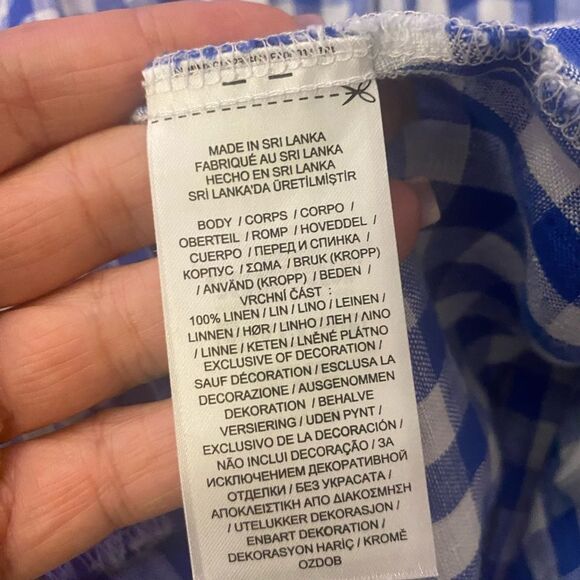 MADE IN SRI LANKA
FABRIQUÉ AU SRI LANKA
HECHO EN SRI LANKA
SRİ LANKA'DA ÜRETİLMİŞTİR
BODY / CORPS / CORPO /
OBERTEIL / ROMP / HOVEDDEL /
CUERPO / ПЕРЕД И СПИНКА /
КОРПУС / ΣΩΜΑ / BRUK (KROPP)
/ ANVÄND (KROPP) / BEDEN /
VRCHNÍ ČÁST :
100% LINEN / LIN / LINO / LEINEN /
LINNEN / HØR / LINHO / ЛЕН / ΛΙΝΟ
/ LINNE / KETEN / LNĚNÉ PLÁTNO
EXCLUSIVE OF DECORATION /
SAUF DÉCORATION / ESCLUSA LA
DECORAZIONE / AUSGENOMMEN
DEKORATION / BEHALVE
VERSIERING / UDEN PYNT /
EXCLUSIVO DE LA DECORACIÓN /
NÃO INCLUI DECORAÇÃO / ЗА
ИСКЛЮЧЕНИЕМ ДЕКОРАТИВНОЙ
ОТДЕЛКИ / БЕЗ УКРАСАТА /
ΑΠΟΚΛΕΙΣΤΙΚΗ ΑΠΟ ΔΙΑΚΟΣΜΗΣΗ
/ UTELUKKER DEKORASJON /
ENBART DEKORATION /
DEKORASYON HARİÇ / KROMĚ
OZDOB